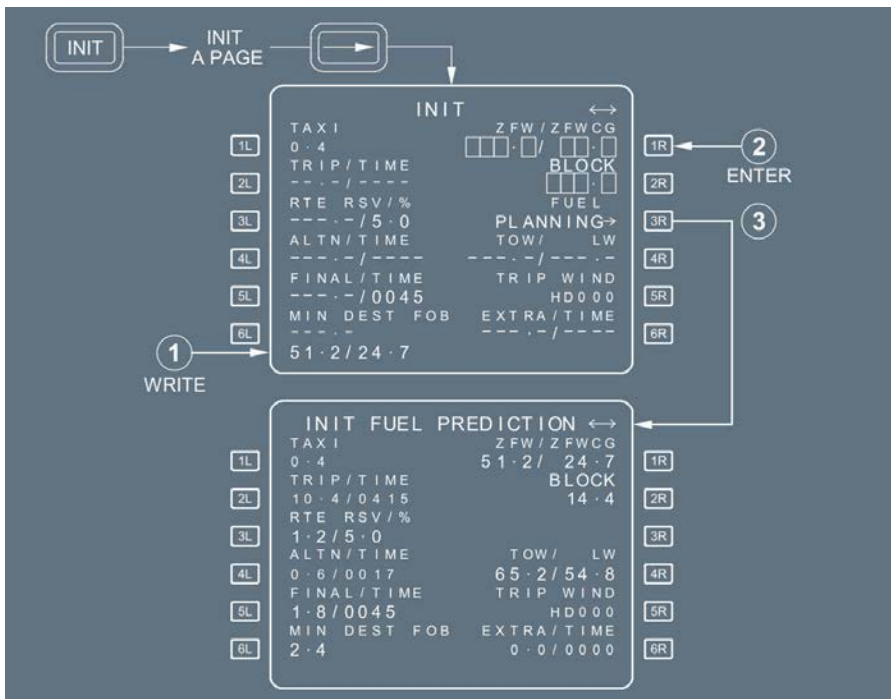 INIT
INIT
A PAGE
INIT ↔
TAXI ZFW/ZFWCG
1L 0.4 □□□.□/ □□.□ 1R 2
TRIP/TIME BLOCK ENTER
2L --.-/---- □□□.□ 2R
RTE RSV/% FUEL
3L ---.-/5.0 PLANNING→ 3R 3
ALTN/TIME TOW/ LW
4L ---.-/---- ---.-/---.- 4R
FINAL/TIME TRIP WIND
5L ---.-/0045 HD000 5R
MIN DEST FOB EXTRA/TIME
6L ---.- ---.-/---- 6R
1 51.2/24.7
WRITE
INIT FUEL PREDICTION ↔
TAXI ZFW/ZFWCG
1L 0.4 51.2/ 24.7 1R
TRIP/TIME BLOCK
2L 10.4/0415 14.4 2R
RTE RSV/%
3L 1.2/5.0 3R
ALTN/TIME TOW/ LW
4L 0.6/0017 65.2/54.8 4R
FINAL/TIME TRIP WIND
5L 1.8/0045 HD000 5R
MIN DEST FOB EXTRA/TIME
6L 2.4 0.0/0000 6R